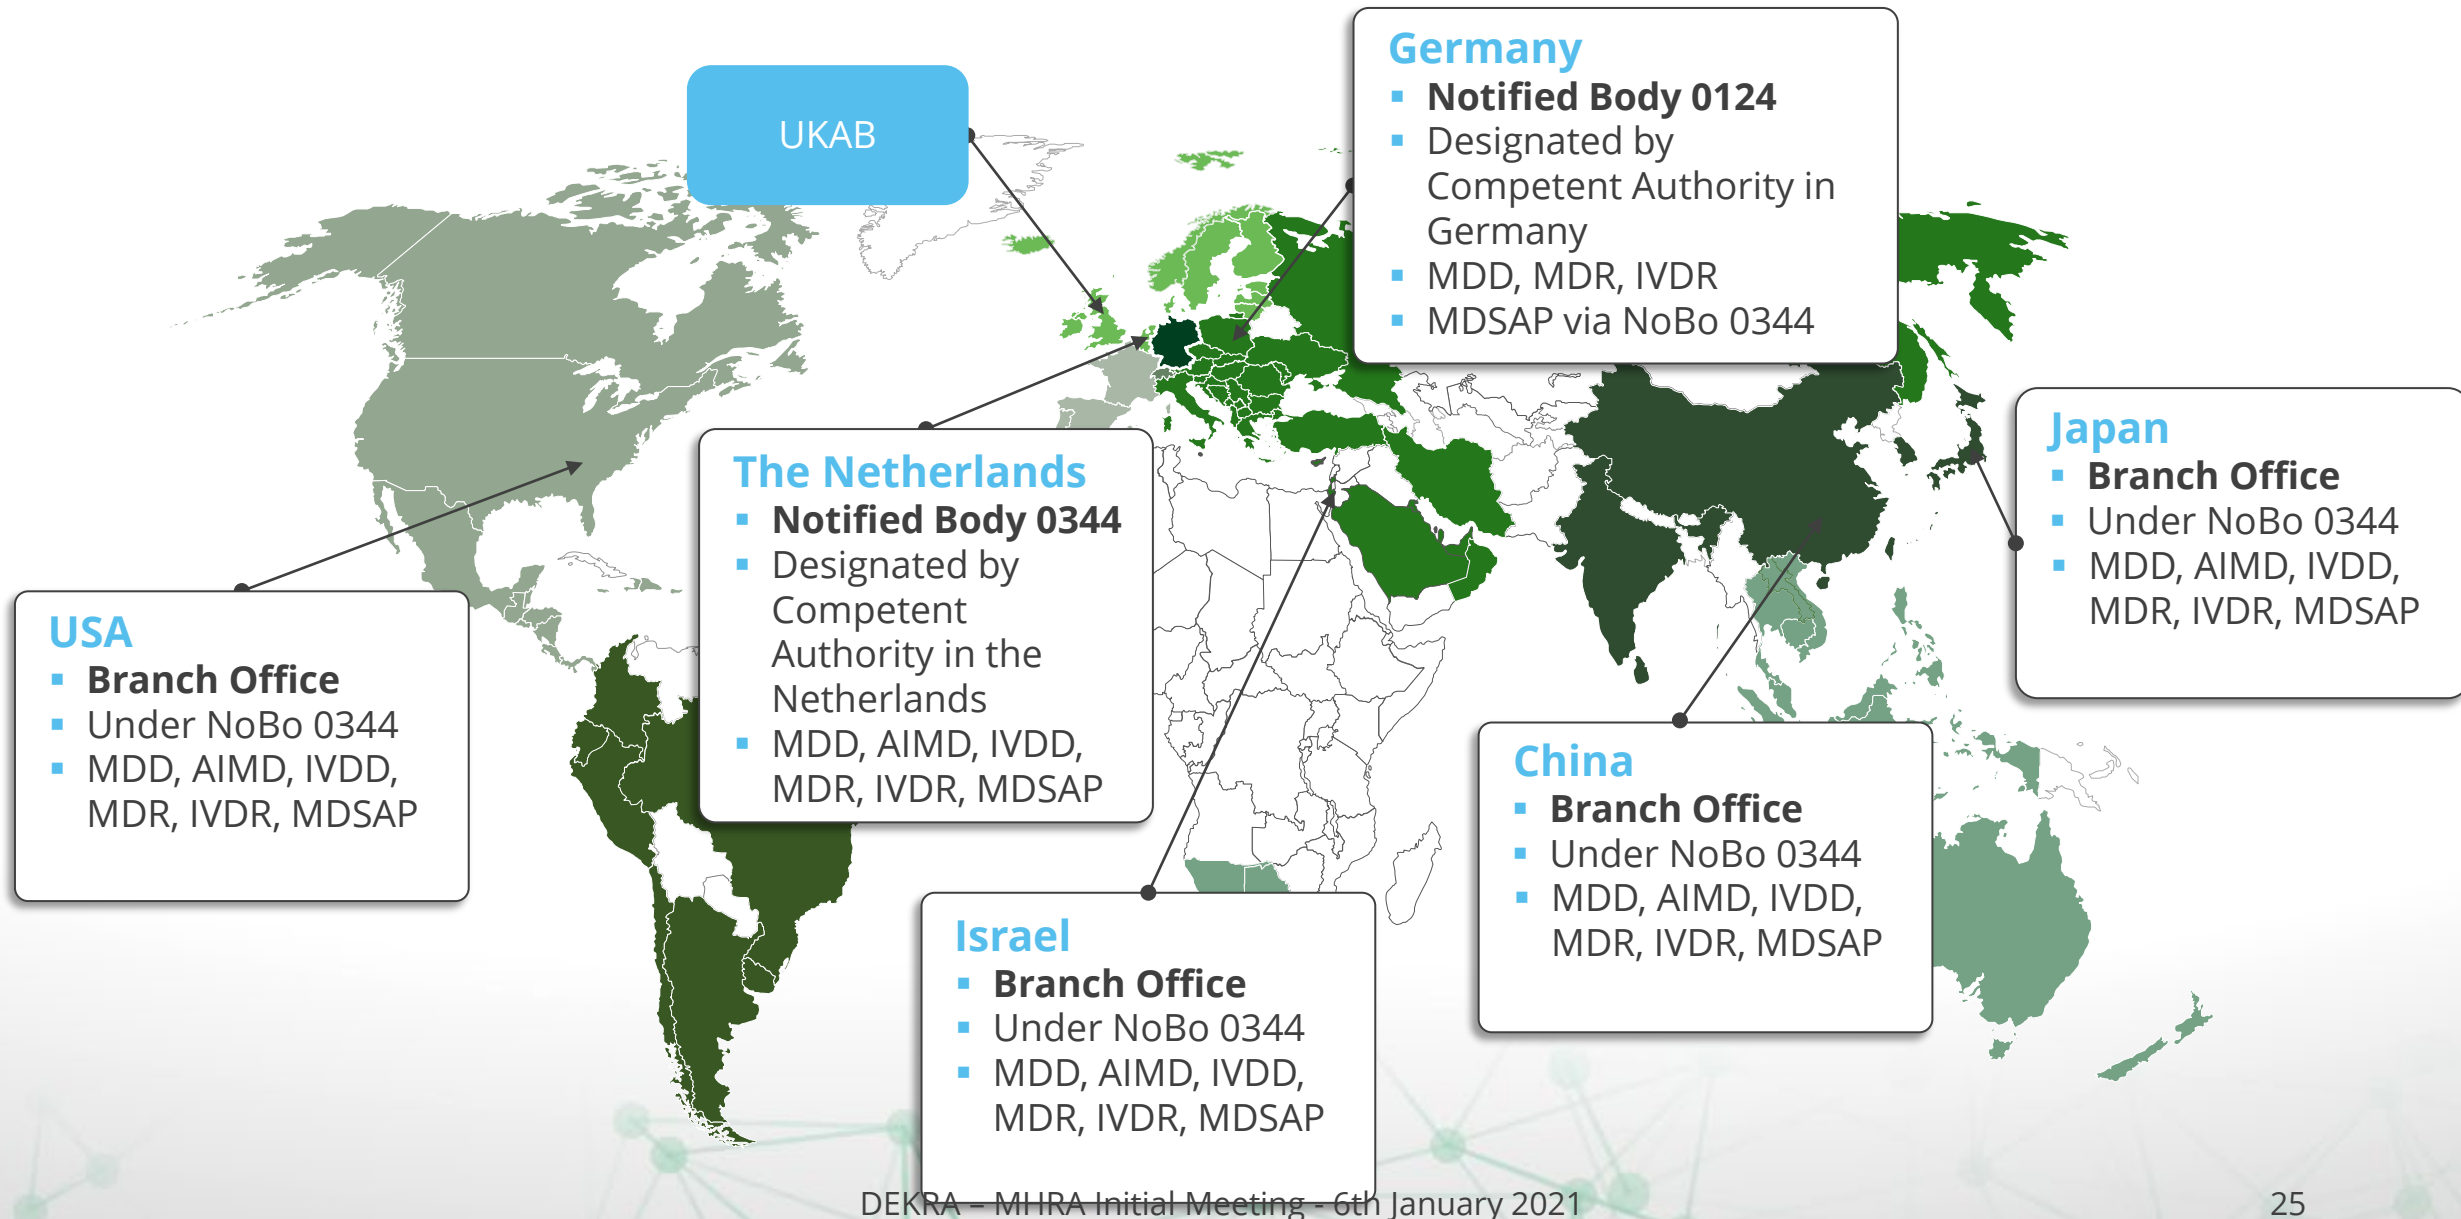 UKAB
Germany
▪ Notified Body 0124
▪ Designated by
Competent Authority in
Germany
▪ MDD, MDR, IVDR
▪ MDSAP via NoBo 0344
The Netherlands
▪ Notified Body 0344
▪ Designated by
Competent
Authority in the
Netherlands
▪ MDD, AIMD, IVDD,
MDR, IVDR, MDSAP
Japan
▪ Branch Office
▪ Under NoBo 0344
▪ MDD, AIMD, IVDD,
MDR, IVDR, MDSAP
USA
▪ Branch Office
▪ Under NoBo 0344
▪ MDD, AIMD, IVDD,
MDR, IVDR, MDSAP
China
▪ Branch Office
▪ Under NoBo 0344
▪ MDD, AIMD, IVDD,
MDR, IVDR, MDSAP
Israel
▪ Branch Office
▪ Under NoBo 0344
▪ MDD, AIMD, IVDD,
MDR, IVDR, MDSAP
DEKRA – MHRA Initial Meeting - 6th January 2021
25